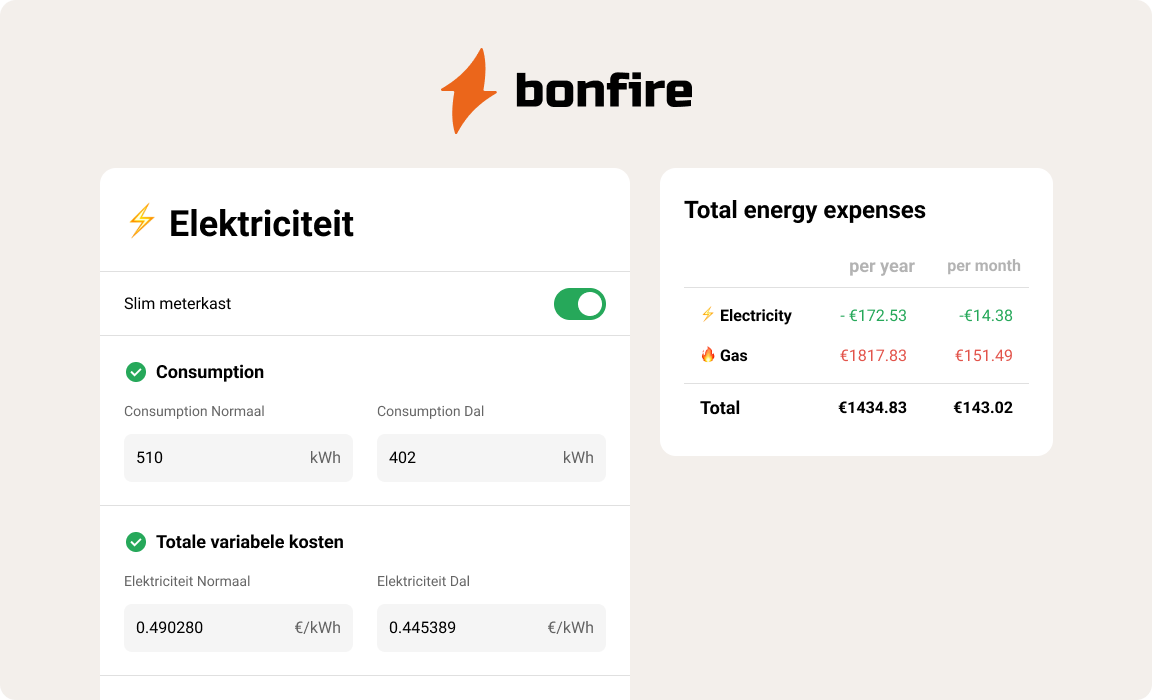 bonfire
Elektriciteit
Slim meterkast
Consumption
Consumption Normaal Consumption Dal
510 kWh 402 kWh
Totale variabele kosten
Elektriciteit Normaal Elektriciteit Dal
0.490280 €/kWh 0.445389 €/kWh
Total energy expenses
per year per month
Electricity - €172.53 -€14.38
Gas €1817.83 €151.49
Total €1434.83 €143.02